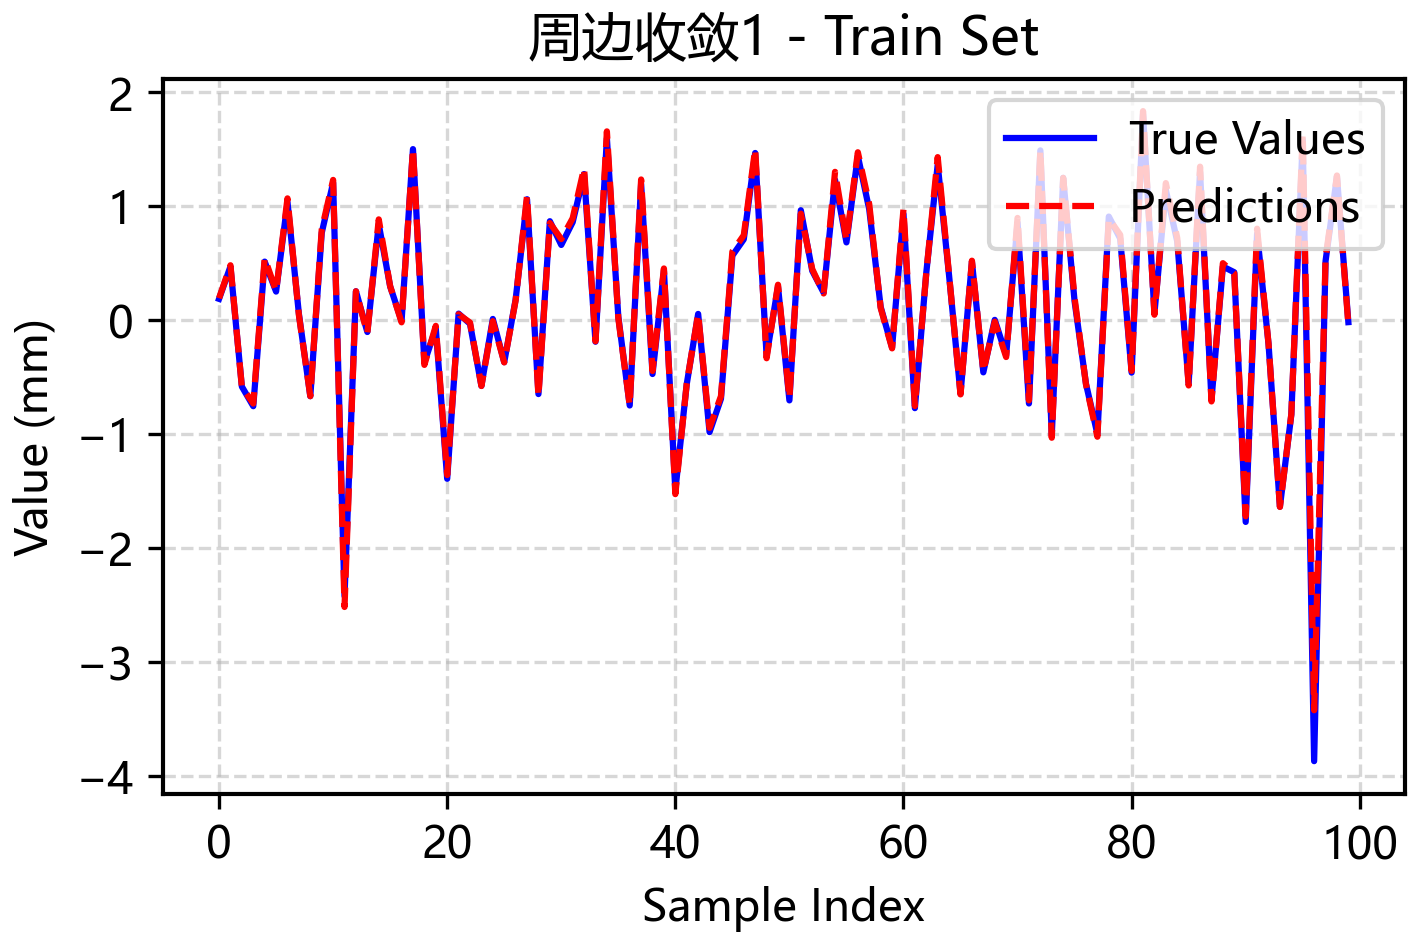 周边收敛1 - Train Set
2
1
0
−1
−2
−3
−4
Value (mm)
True Values
Predictions
0 20 40 60 80 100
Sample Index